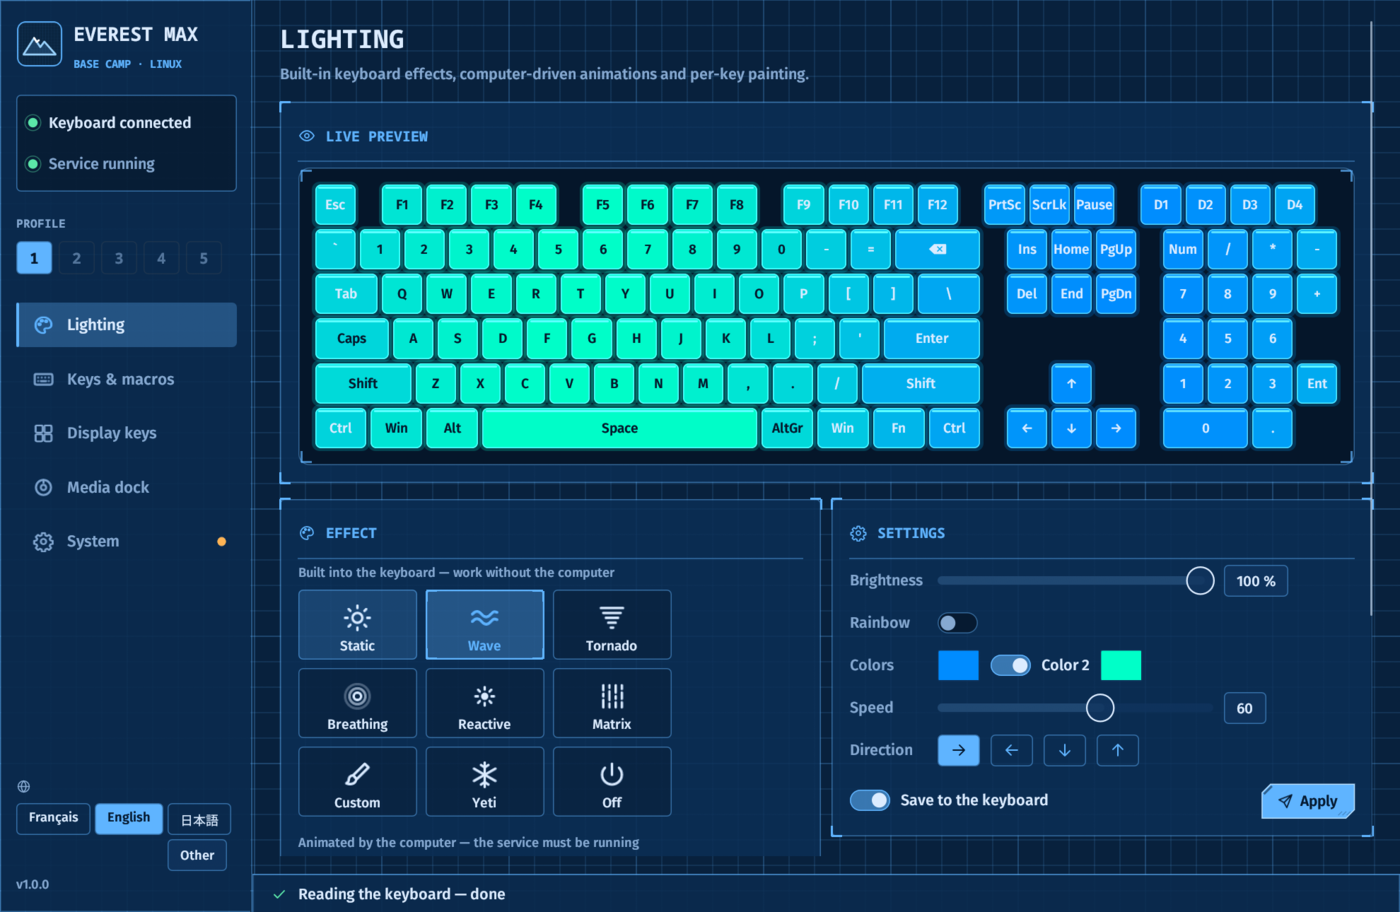 EVEREST MAX
BASE CAMP · LINUX
Keyboard connected
Service running
PROFILE
1 2 3 4 5
Lighting
Keys & macros
Display keys
Media dock
System
Français English 日本語
Other
v1.0.0
LIGHTING
Built-in keyboard effects, computer-driven animations and per-key painting.
LIVE PREVIEW
Esc F1 F2 F3 F4 F5 F6 F7 F8 F9 F10 F11 F12 PrtSc ScrLk Pause D1 D2 D3 D4
` 1 2 3 4 5 6 7 8 9 0 - = ⌫ Ins Home PgUp Num / * -
Tab Q W E R T Y U I O P [ ] \ Del End PgDn 7 8 9 +
Caps A S D F G H J K L ; ' Enter 4 5 6
Shift Z X C V B N M , . / Shift ↑ 1 2 3 Ent
Ctrl Win Alt Space AltGr Win Fn Ctrl ← ↓ → 0 .
EFFECT
Built into the keyboard — work without the computer
Static Wave Tornado
Breathing Reactive Matrix
Custom Yeti Off
Animated by the computer — the service must be running
SETTINGS
Brightness 100 %
Rainbow
Colors Color 2
Speed 60
Direction → ← ↓ ↑
Save to the keyboard Apply
Reading the keyboard — done